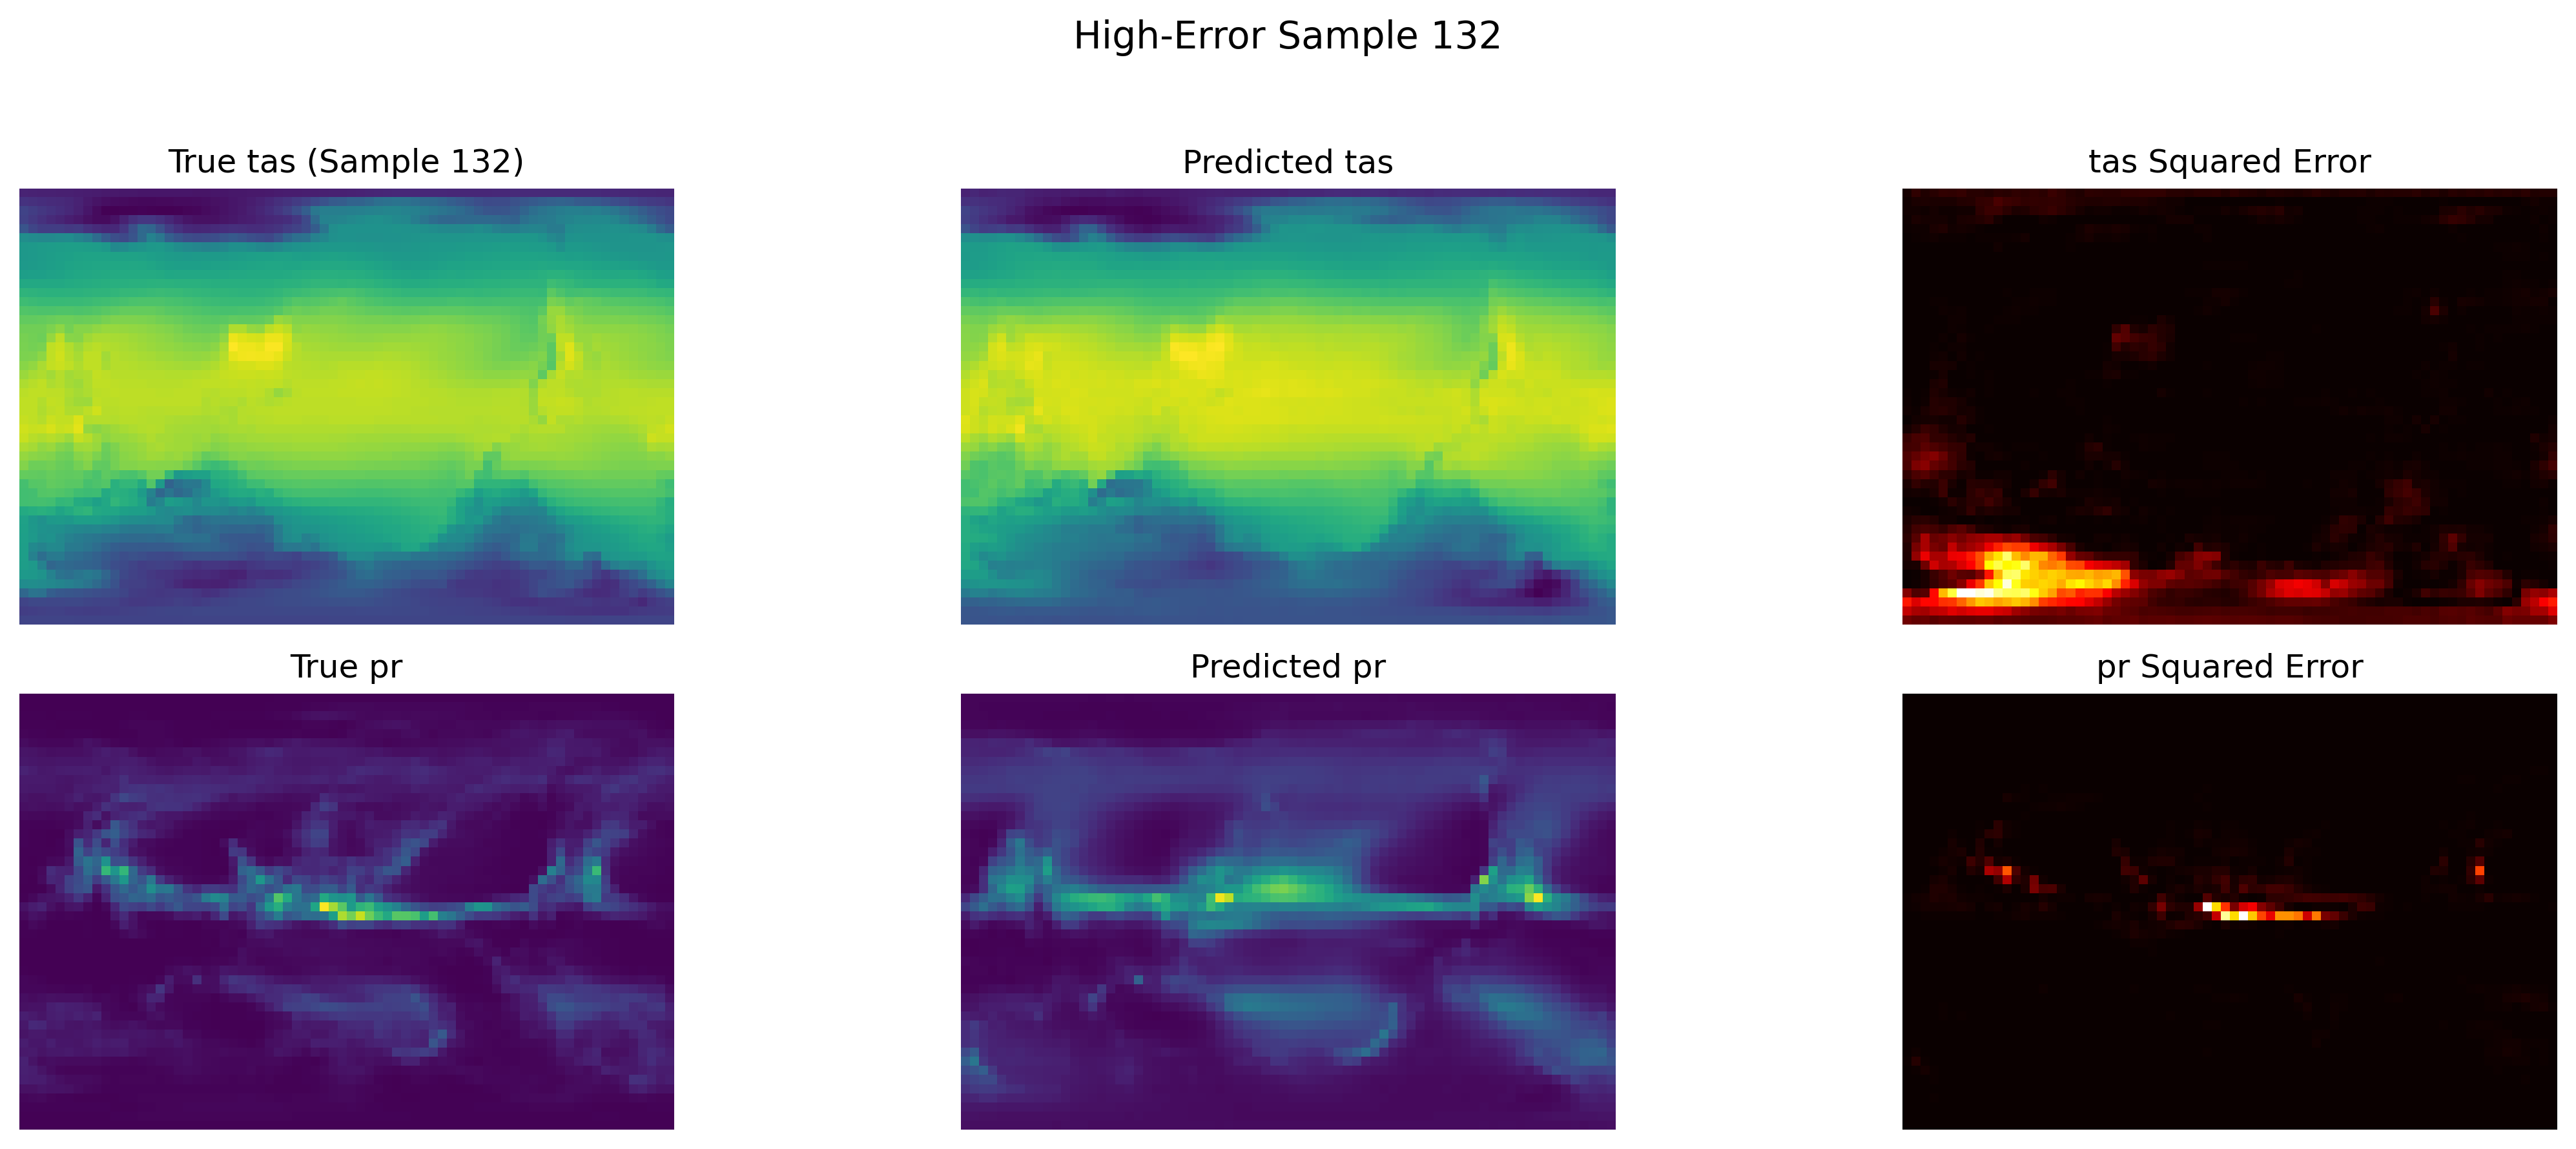 High-Error Sample 132
True tas (Sample 132)
Predicted tas
tas Squared Error
True pr
Predicted pr
pr Squared Error